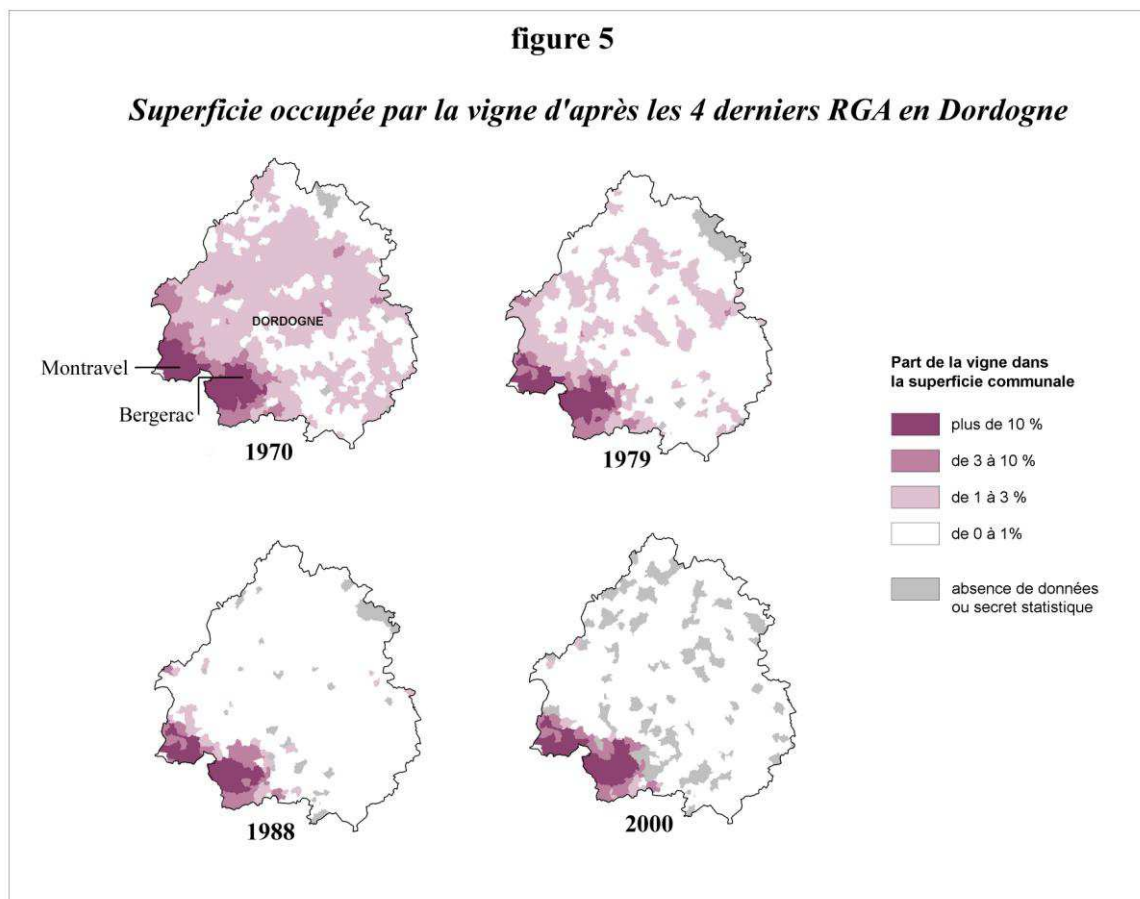 figure 5
Superficie occupée par la vigne d'après les 4 derniers RGA en Dordogne
DORDOGNE
Montravel
Bergerac
1970
1979
Part de la vigne dans
la superficie communale
plus de 10 %
de 3 à 10 %
de 1 à 3 %
de 0 à 1%
absence de données
ou secret statistique
1988
2000